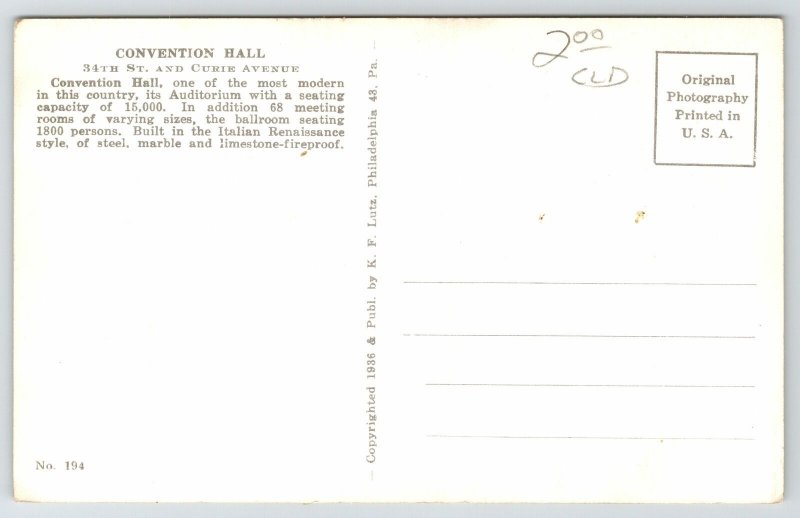 CONVENTION HALL
34TH ST. AND CURIE AVENUE
Convention Hall, one of the most modern
in this country, its Auditorium with a seating
capacity of 15,000. In addition 68 meeting
rooms of varying sizes, the ballroom seating
1800 persons. Built in the Italian Renaissance
style, of steel, marble and limestone-fireproof.
No. 194
Copyrighted 1936 & Publ. by K. F. Lutz, Philadelphia 43, Pa.
2.00
CLD
Original
Photography
Printed in
U. S. A.